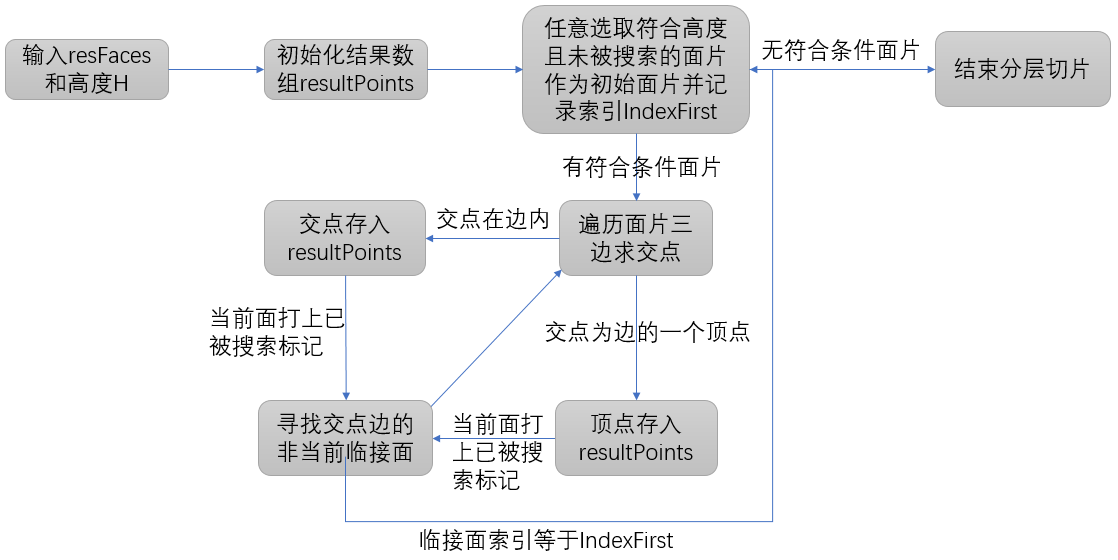 输入resFaces
和高度H
初始化结果数
组resultPoints
任意选取符合高度
且未被搜索的面片
作为初始面片并记
录索引IndexFirst
无符合条件面片
结束分层切片
有符合条件面片
交点存入
resultPoints
交点在边内
遍历面片三
边求交点
当前面打上已
被搜索标记
交点为边的一个顶点
寻找交点边的
非当前临接面
当前面打
上已被搜
索标记
顶点存入
resultPoints
临接面索引等于IndexFirst